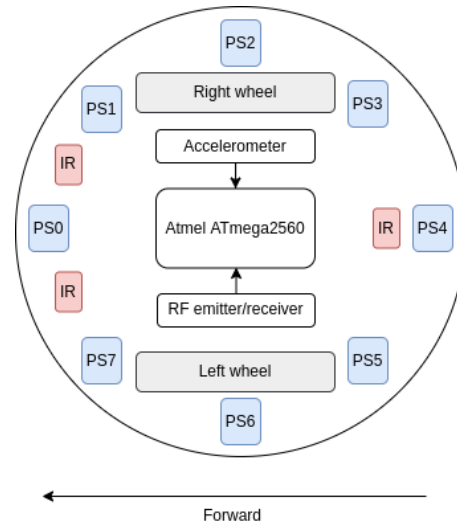 PS2
Right wheel
PS1
PS3
Accelerometer
IR
PS0
Atmel ATmega2560
IR
PS4
IR
RF emitter/receiver
PS7
Left wheel
PS5
PS6
Forward